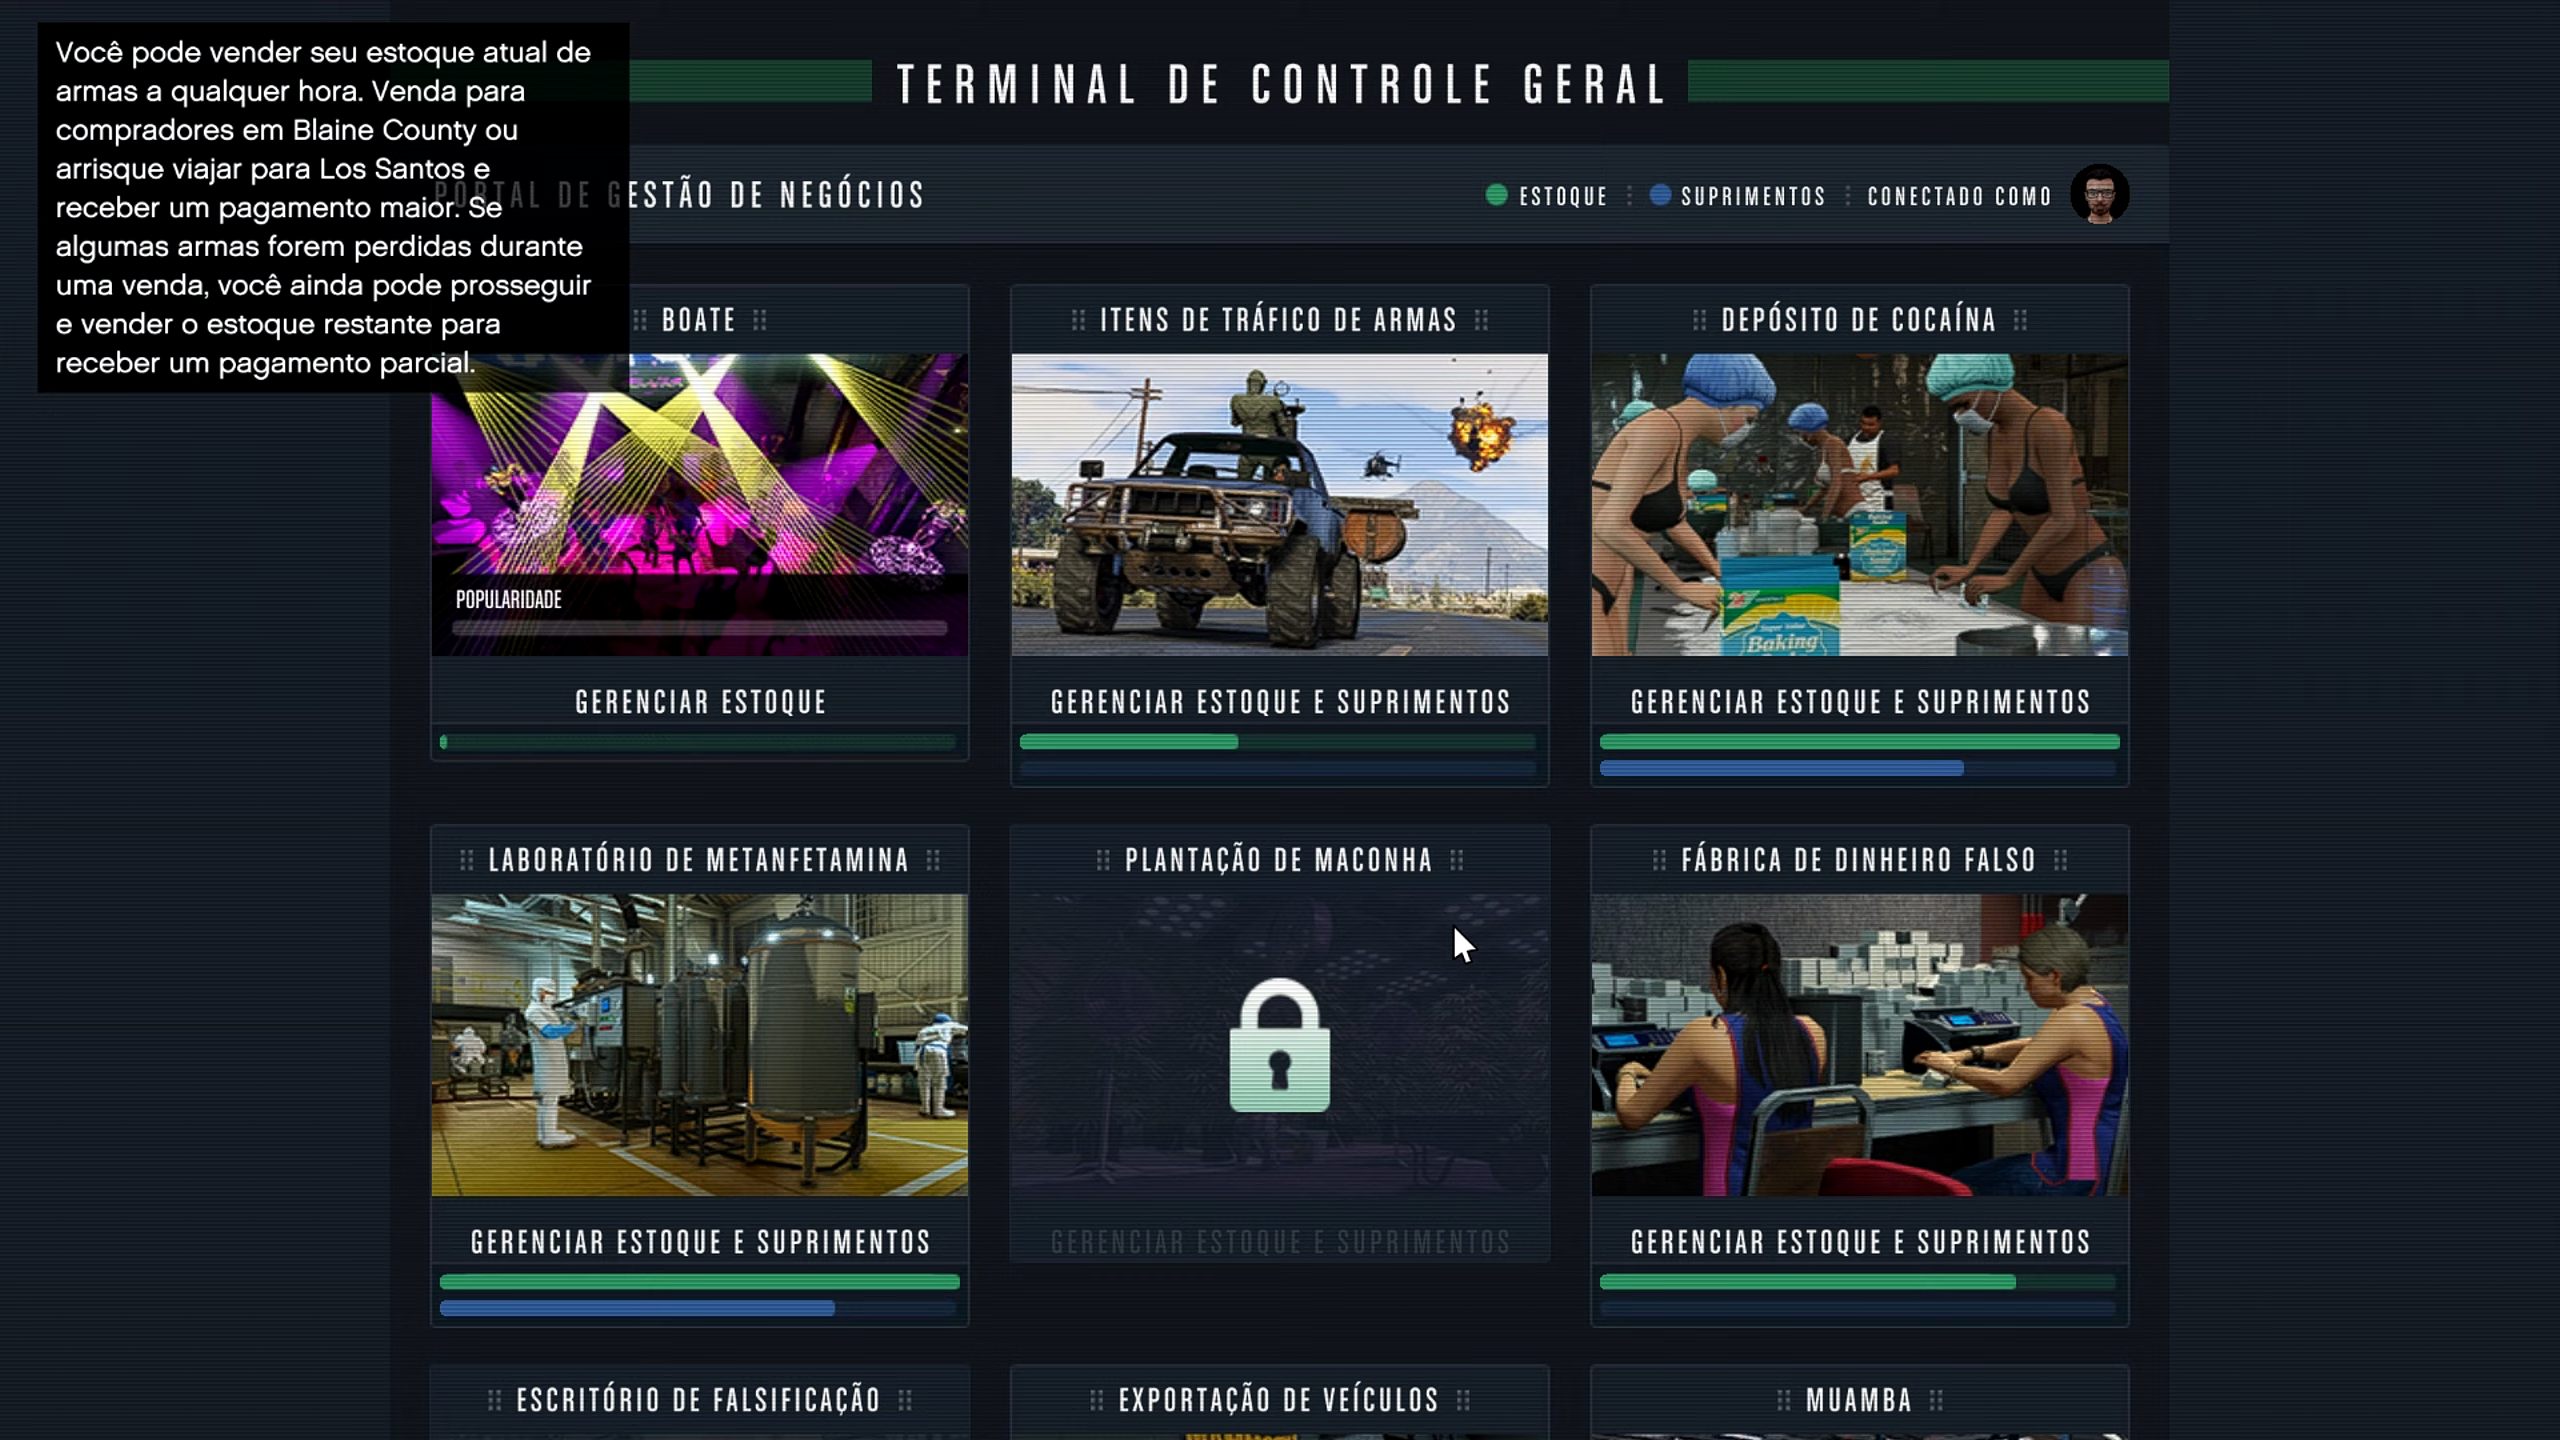 Você pode vender seu estoque atual de
armas a qualquer hora. Venda para
compradores em Blaine County ou
arrisque viajar para Los Santos e
receber um pagamento maior. Se
algumas armas forem perdidas durante
uma venda, você ainda pode prosseguir
e vender o estoque restante para
receber um pagamento parcial.
TERMINAL DE CONTROLE GERAL
PORTAL DE GESTÃO DE NEGÓCIOS
ESTOQUE
SUPRIMENTOS
CONECTADO COMO
BOATE
POPULARIDADE
GERENCIAR ESTOQUE
ITENS DE TRÁFICO DE ARMAS
GERENCIAR ESTOQUE E SUPRIMENTOS
DEPÓSITO DE COCAÍNA
Baking
GERENCIAR ESTOQUE E SUPRIMENTOS
LABORATÓRIO DE METANFETAMINA
GERENCIAR ESTOQUE E SUPRIMENTOS
PLANTAÇÃO DE MACONHA
GERENCIAR ESTOQUE E SUPRIMENTOS
FÁBRICA DE DINHEIRO FALSO
GERENCIAR ESTOQUE E SUPRIMENTOS
ESCRITÓRIO DE FALSIFICAÇÃO
EXPORTAÇÃO DE VEÍCULOS
MUAMBA